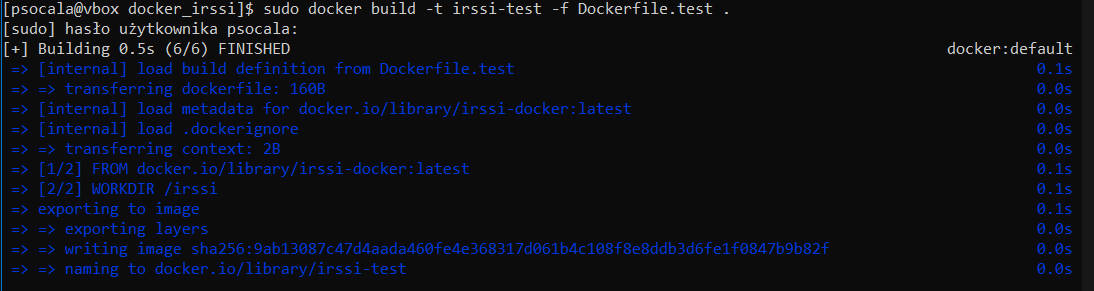 [psocala@vbox docker_irssi]$ sudo docker build -t irssi-test -f Dockerfile.test .
[sudo] hasło użytkownika psocala:
[+] Building 0.5s (6/6) FINISHED docker:default
=> [internal] load build definition from Dockerfile.test 0.1s
=> => transferring dockerfile: 160B 0.0s
=> [internal] load metadata for docker.io/library/irssi-docker:latest 0.0s
=> [internal] load .dockerignore 0.0s
=> => transferring context: 2B 0.0s
=> [1/2] FROM docker.io/library/irssi-docker:latest 0.1s
=> [2/2] WORKDIR /irssi 0.1s
=> exporting to image 0.1s
=> => exporting layers 0.0s
=> => writing image sha256:9ab13087c47d4aada460fe4e368317d061b4c108f8e8ddb3d6fe1f0847b9b82f 0.0s
=> => naming to docker.io/library/irssi-test 0.0s